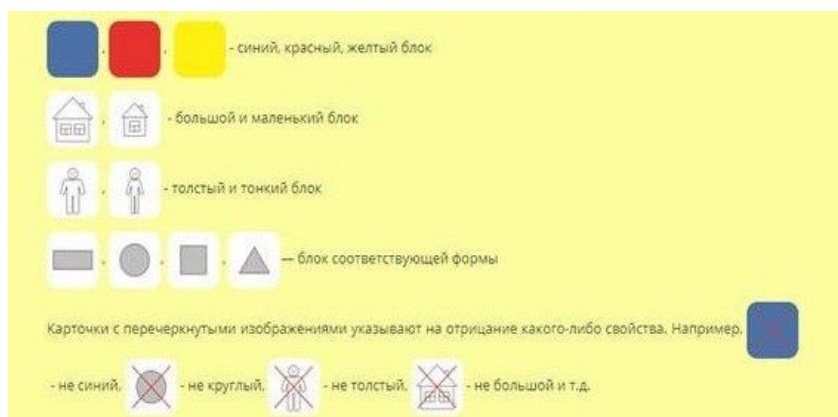 , , - синий, красный, желтый блок
, - большой и маленький блок
, - толстый и тонкий блок
, , , — блок соответствующей формы
Карточки с перечеркнутыми изображениями указывают на отрицание какого-либо свойства. Например,
- не синий, - не круглый, - не толстый, - не большой и т.д.